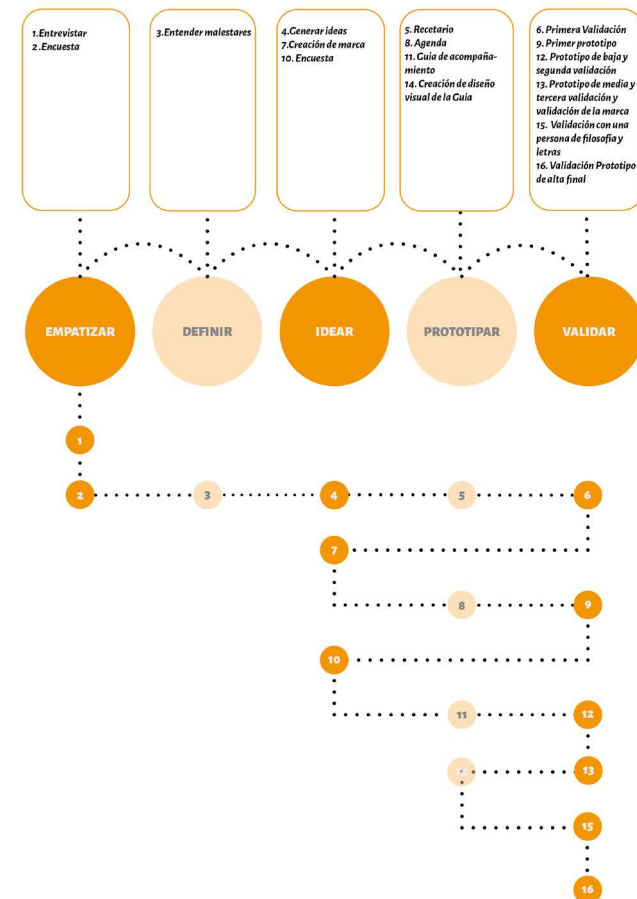 1.Entrevistar
2.Encuesta
3.Entender malestares
4.Generar ideas
7.Creación de marca
10. Encuesta
5. Recetario
8. Agenda
11. Guia de acompaña-
miento
14. Creación de diseño
visual de la Guia
6. Primera Validación
9. Primer prototipo
12. Prototipo de baja y
segunda validación
13. Prototipo de media y
tercera validación y
validación de la marca
15. Validación con una
persona de filosofía y
letras
16. Validación Prototipo
de alta final
EMPATIZAR
DEFINIR
IDEAR
PROTOTIPAR
VALIDAR
1
2
3
4
5
6
7
8
9
10
11
12
13
15
16